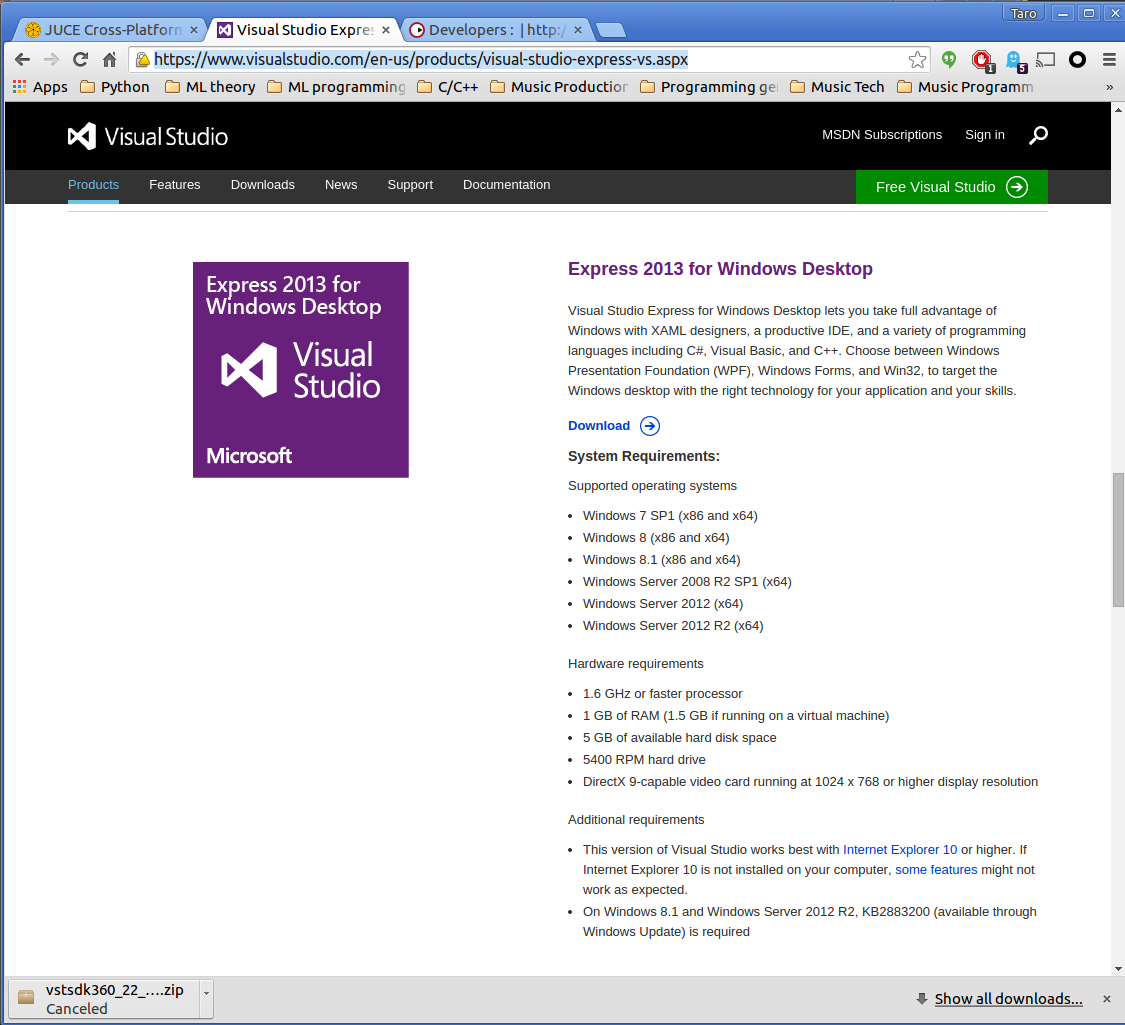 Taro
JUCE Cross-Platform
Visual Studio Expres
Developers : | http:/
https://www.visualstudio.com/en-us/products/visual-studio-express-vs.aspx
1
5
Apps
Python
ML theory
ML programming
C/C++
Music Production
Programming gen
Music Tech
Music Programm
»
Visual Studio
MSDN Subscriptions
Sign in
Products
Features
Downloads
News
Support
Documentation
Free Visual Studio
Express 2013 for
Windows Desktop
Visual
Studio
Microsoft
Express 2013 for Windows Desktop
Visual Studio Express for Windows Desktop lets you take full advantage of
Windows with XAML designers, a productive IDE, and a variety of programming
languages including C#, Visual Basic, and C++. Choose between Windows
Presentation Foundation (WPF), Windows Forms, and Win32, to target the
Windows desktop with the right technology for your application and your skills.
Download
System Requirements:
Supported operating systems
• Windows 7 SP1 (x86 and x64)
• Windows 8 (x86 and x64)
• Windows 8.1 (x86 and x64)
• Windows Server 2008 R2 SP1 (x64)
• Windows Server 2012 (x64)
• Windows Server 2012 R2 (x64)
Hardware requirements
• 1.6 GHz or faster processor
• 1 GB of RAM (1.5 GB if running on a virtual machine)
• 5 GB of available hard disk space
• 5400 RPM hard drive
• DirectX 9-capable video card running at 1024 x 768 or higher display resolution
Additional requirements
• This version of Visual Studio works best with Internet Explorer 10 or higher. If
Internet Explorer 10 is not installed on your computer, some features might not
work as expected.
• On Windows 8.1 and Windows Server 2012 R2, KB2883200 (available through
Windows Update) is required
vstsdk360_22_....zip
Canceled
Show all downloads...